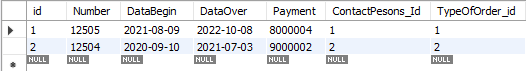 id Number DataBegin DataOver Payment ContactPesons_Id TypeOfOrder_id
1 12505 2021-08-09 2022-10-08 8000004 1 1
2 12504 2020-09-10 2021-07-03 9000002 2 2
NULL NULL NULL NULL NULL NULL NULL